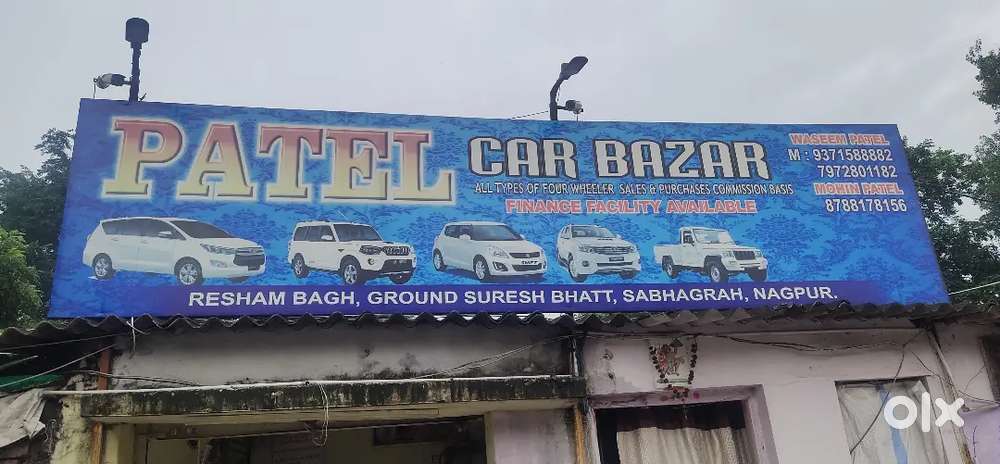 PATEL CAR BAZAR
ALL TYPES OF FOUR WHEELER SALES & PURCHASES COMMISSION BASIS
FINANCE FACILITY AVAILABLE
WASEEM PATEL
M : 9371588882
7972801182
MOHIN PATEL
8788178156
RESHAM BAGH, GROUND SURESH BHATT, SABHAGRAH, NAGPUR.
olx